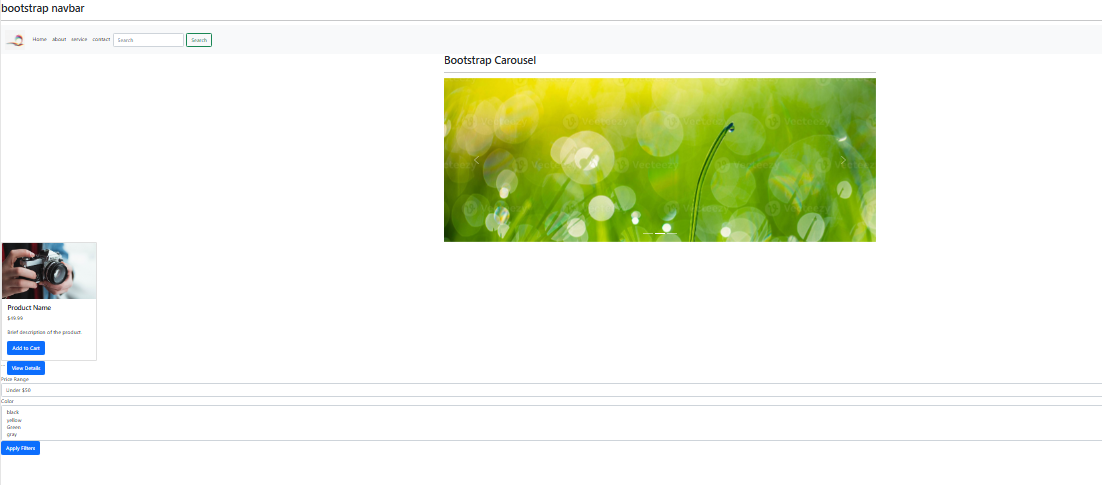 bootstrap navbar
Home about service contact Search Search
Bootstrap Carousel
Product Name
$49.99
Brief description of the product
Add to Cart
View Details
Price Range
Under $50
Color
black
yellow
Green
gray
Apply Filters